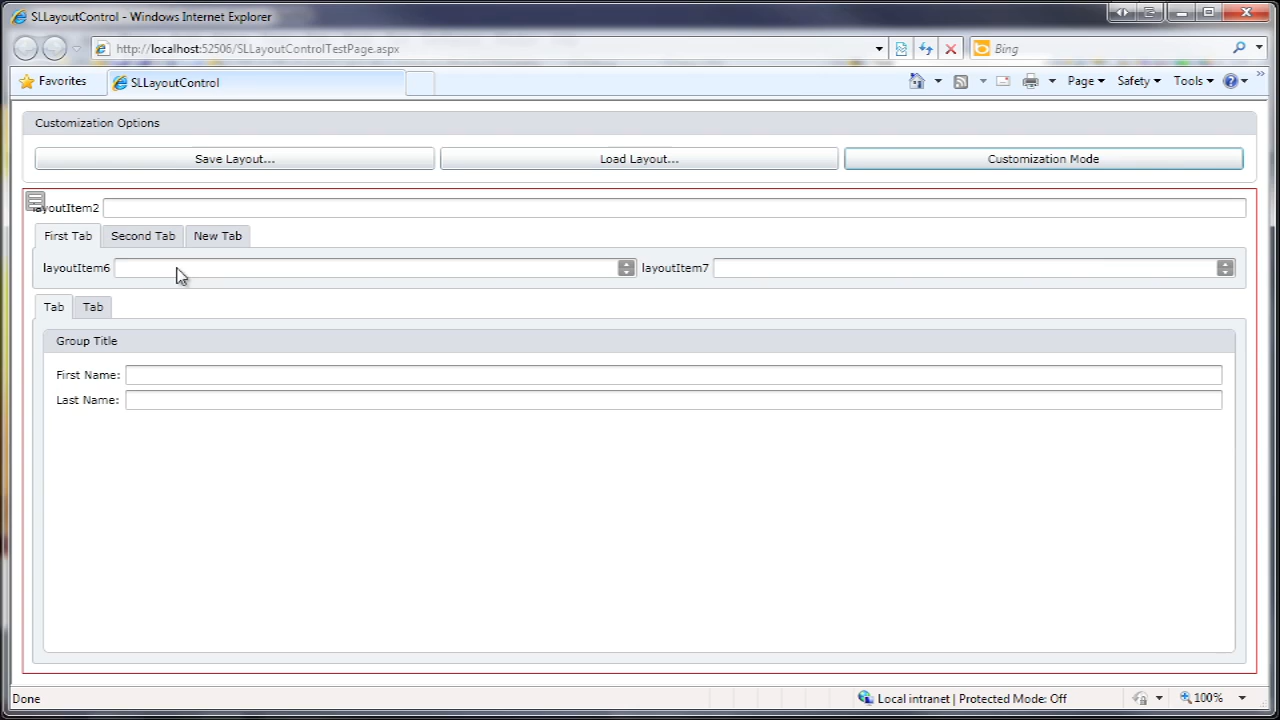 SLLayoutControl - Windows Internet Explorer
http://localhost:52506/SLLayoutControlTestPage.aspx
Bing
Favorites
SLLayoutControl
Page
Safety
Tools
Customization Options
Save Layout...
Load Layout...
Customization Mode
layoutItem2
First Tab
Second Tab
New Tab
layoutItem6
layoutItem7
Tab
Tab
Group Title
First Name:
Last Name:
Done
Local intranet | Protected Mode: Off
100%